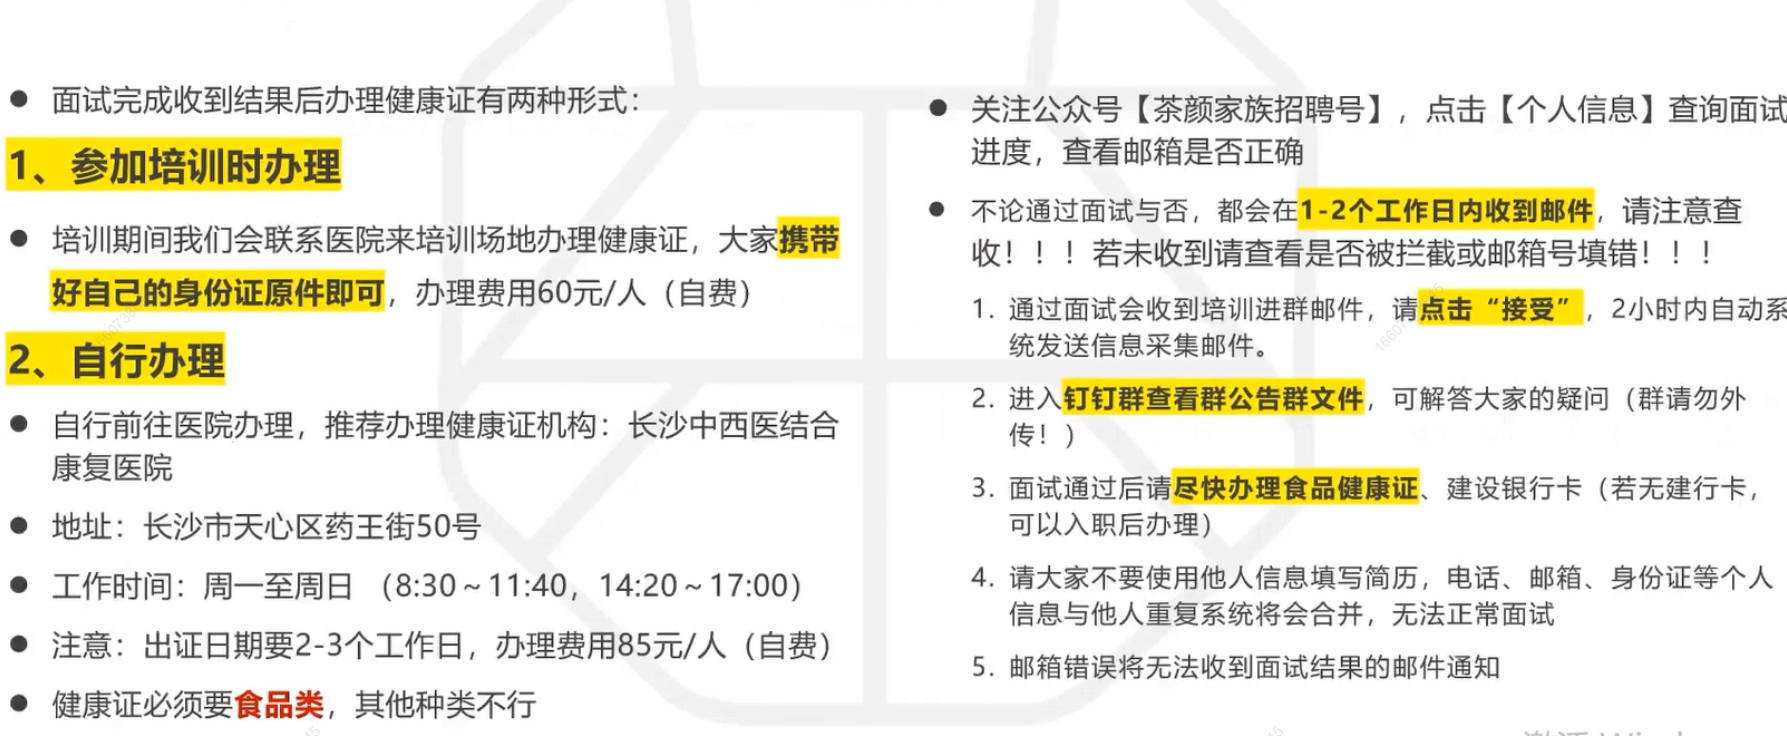 面试完成收到结果后办理健康证有两种形式：
1、参加培训时办理
培训期间我们会联系医院来培训场地办理健康证，大家携带
好自己的身份证原件即可，办理费用60元/人（自费）
2、自行办理
自行前往医院办理，推荐办理健康证机构：长沙中西医结合
康复医院
地址：长沙市天心区药王街50号
工作时间：周一至周日 （8:30～11:40，14:20～17:00）
注意：出证日期要2-3个工作日，办理费用85元/人（自费）
健康证必须要食品类，其他种类不行
关注公众号【茶颜家族招聘号】，点击【个人信息】查询面试
进度，查看邮箱是否正确
不论通过面试与否，都会在1-2个工作日内收到邮件，请注意查
收！！！若未收到请查看是否被拦截或邮箱号填错！！！
1. 通过面试会收到培训进群邮件，请点击“接受”，2小时内自动系
统发送信息采集邮件。
2. 进入钉钉群查看群公告群文件，可解答大家的疑问（群请勿外
传！）
3. 面试通过后请尽快办理食品健康证、建设银行卡（若无建行卡，
可以入职后办理）
4. 请大家不要使用他人信息填写简历，电话、邮箱、身份证等个人
信息与他人重复系统将会合并，无法正常面试
5. 邮箱错误将无法收到面试结果的邮件通知